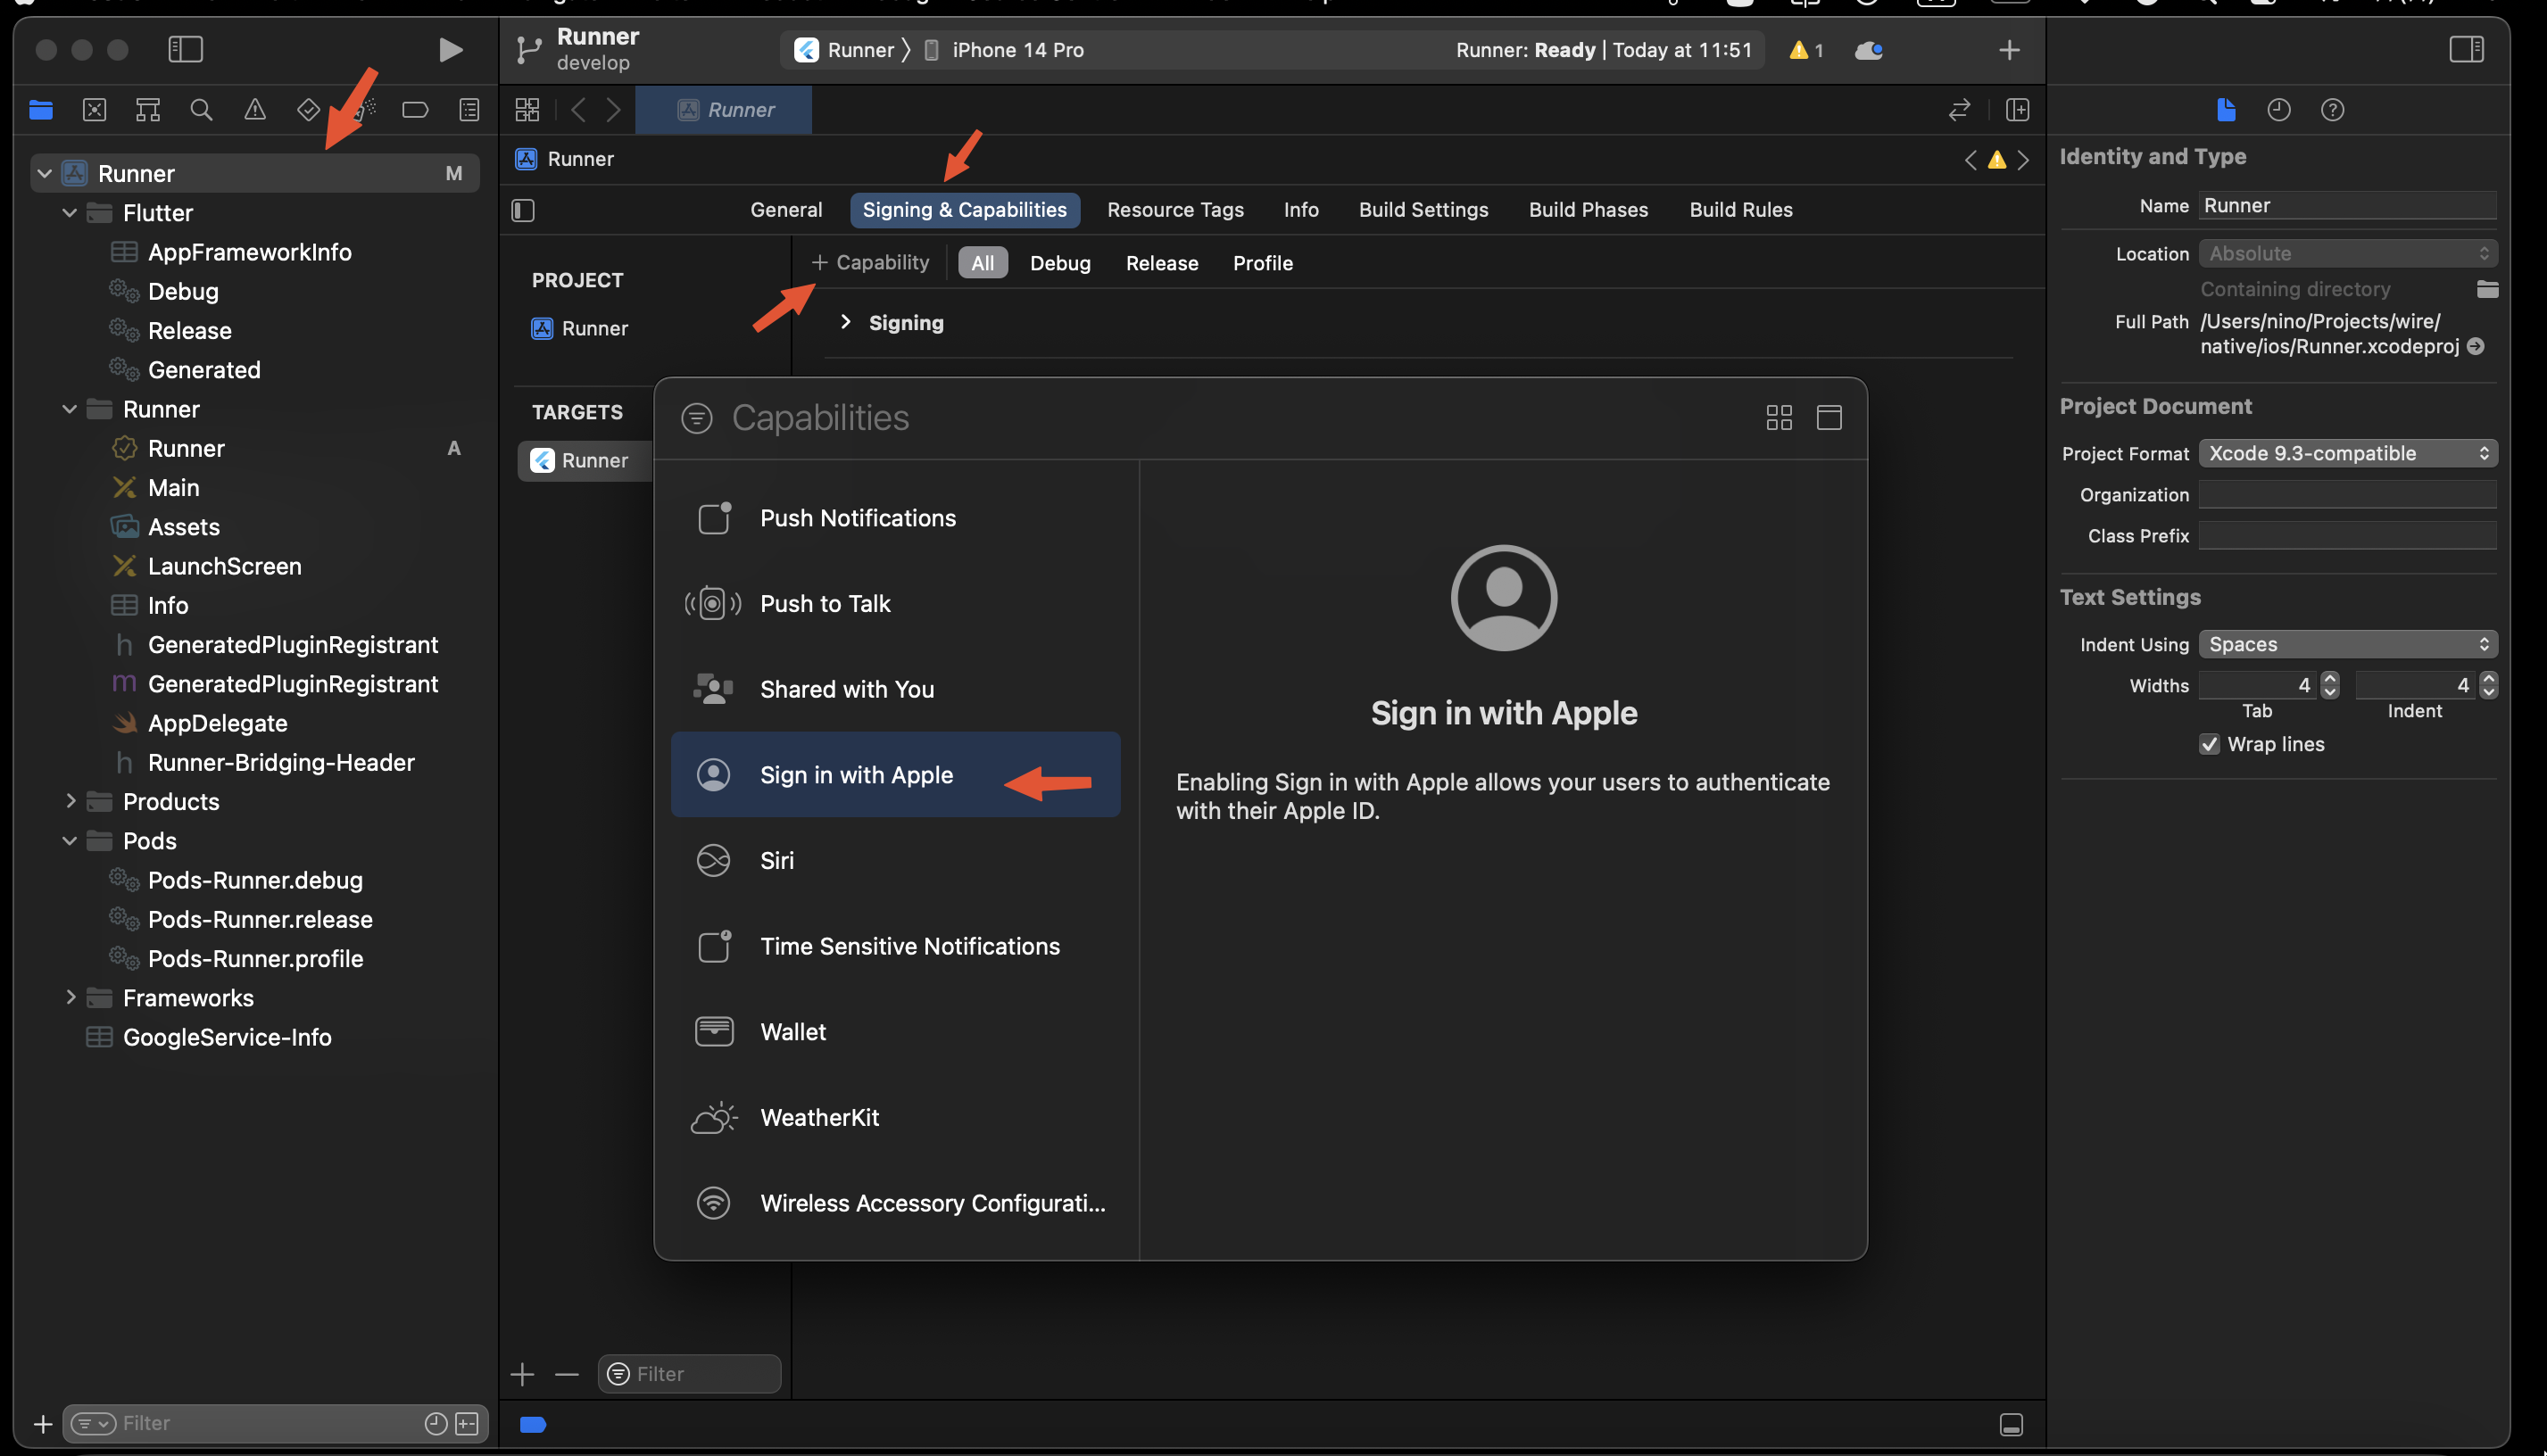 Runner
develop
Runner
iPhone 14 Pro
Runner: Ready | Today at 11:51
1
Runner
Runner M
Flutter
AppFrameworkInfo
Debug
Release
Generated
Runner
Runner A
Main
Assets
LaunchScreen
Info
GeneratedPluginRegistrant
GeneratedPluginRegistrant
AppDelegate
Runner-Bridging-Header
Products
Pods
Pods-Runner.debug
Pods-Runner.release
Pods-Runner.profile
Frameworks
GoogleService-Info
Filter
Runner
General Signing & Capabilities Resource Tags Info Build Settings Build Phases Build Rules
PROJECT
Runner
TARGETS
Runner
Filter
+ Capability All Debug Release Profile
Signing
Capabilities
Push Notifications
Push to Talk
Shared with You
Sign in with Apple
Siri
Time Sensitive Notifications
Wallet
WeatherKit
Wireless Accessory Configurati...
Sign in with Apple
Enabling Sign in with Apple allows your users to authenticate
with their Apple ID.
Identity and Type
Name Runner
Location Absolute
Containing directory
Full Path /Users/nino/Projects/wire/
native/ios/Runner.xcodeproj
Project Document
Project Format Xcode 9.3-compatible
Organization
Class Prefix
Text Settings
Indent Using Spaces
Widths 4 4
Tab Indent
Wrap lines